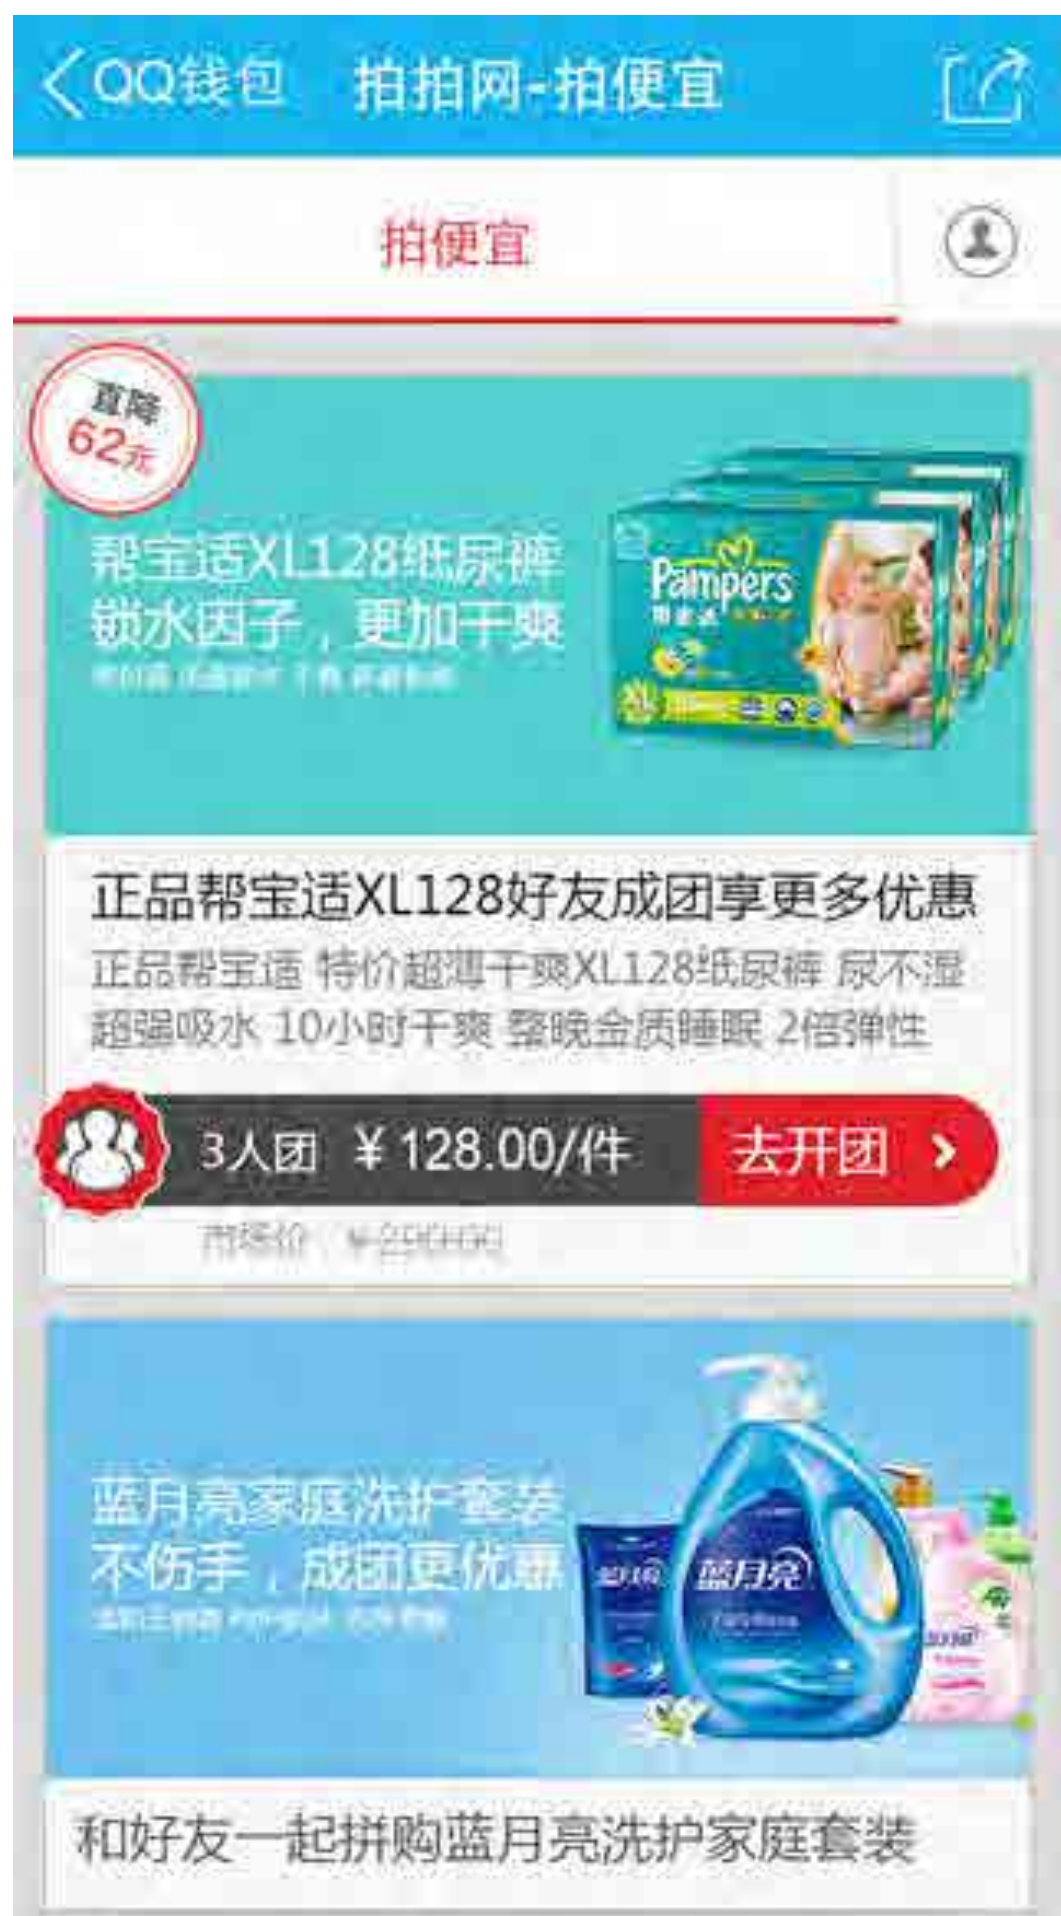 QQ钱包 拍拍网-拍便宜
拍便宜
直降
62元
帮宝适XL128纸尿裤
锁水因子，更加干爽
Pampers
帮宝适
XL
正品帮宝适XL128好友成团享更多优惠
正品帮宝适 特价超薄干爽XL128纸尿裤 尿不湿
超强吸水 10小时干爽 整晚金质睡眠 2倍弹性
3人团 ¥128.00/件 去开团
市场价
蓝月亮家庭洗护套装
不伤手，成团更优惠
蓝月亮
蓝月亮
和好友一起拼购蓝月亮洗护家庭套装